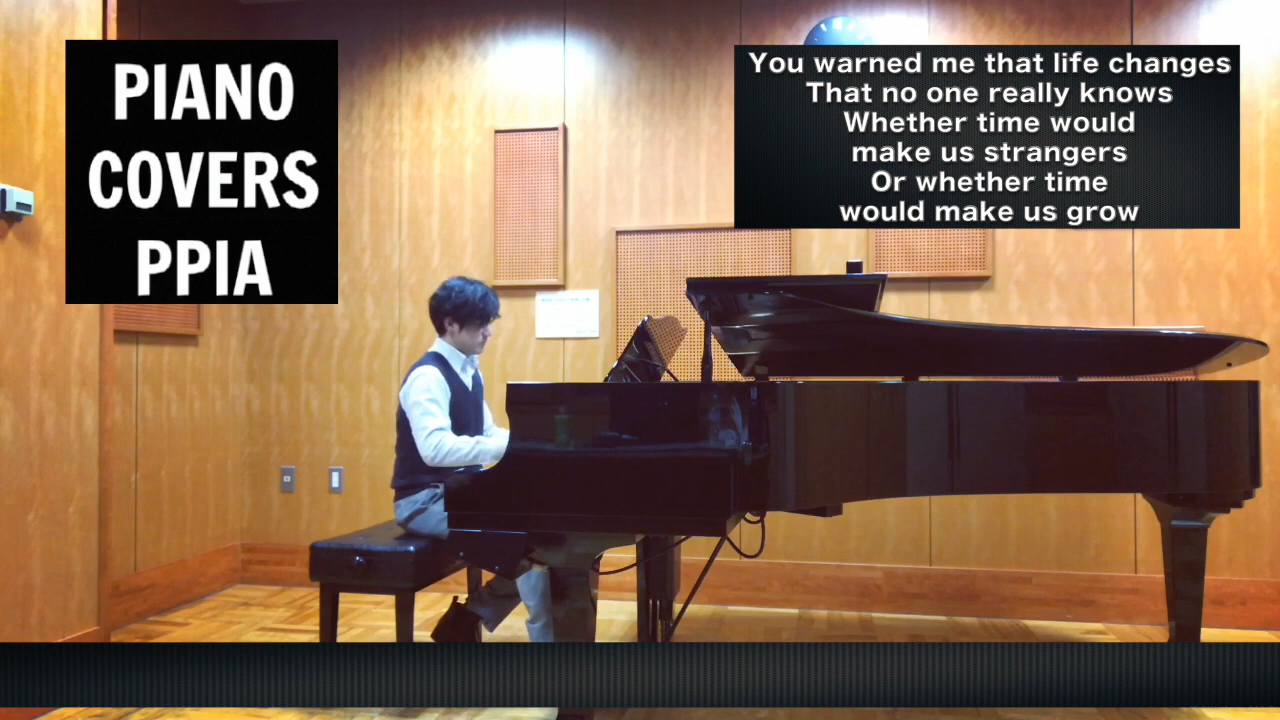 PIANO
COVERS
PPIA
You warned me that life changes
That no one really knows
Whether time would
make us strangers
Or whether time
would make us grow